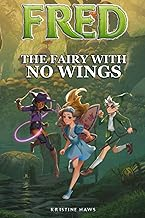 FRED
THE FAIRY WITH
NO WINGS
KRISTINE HAWS